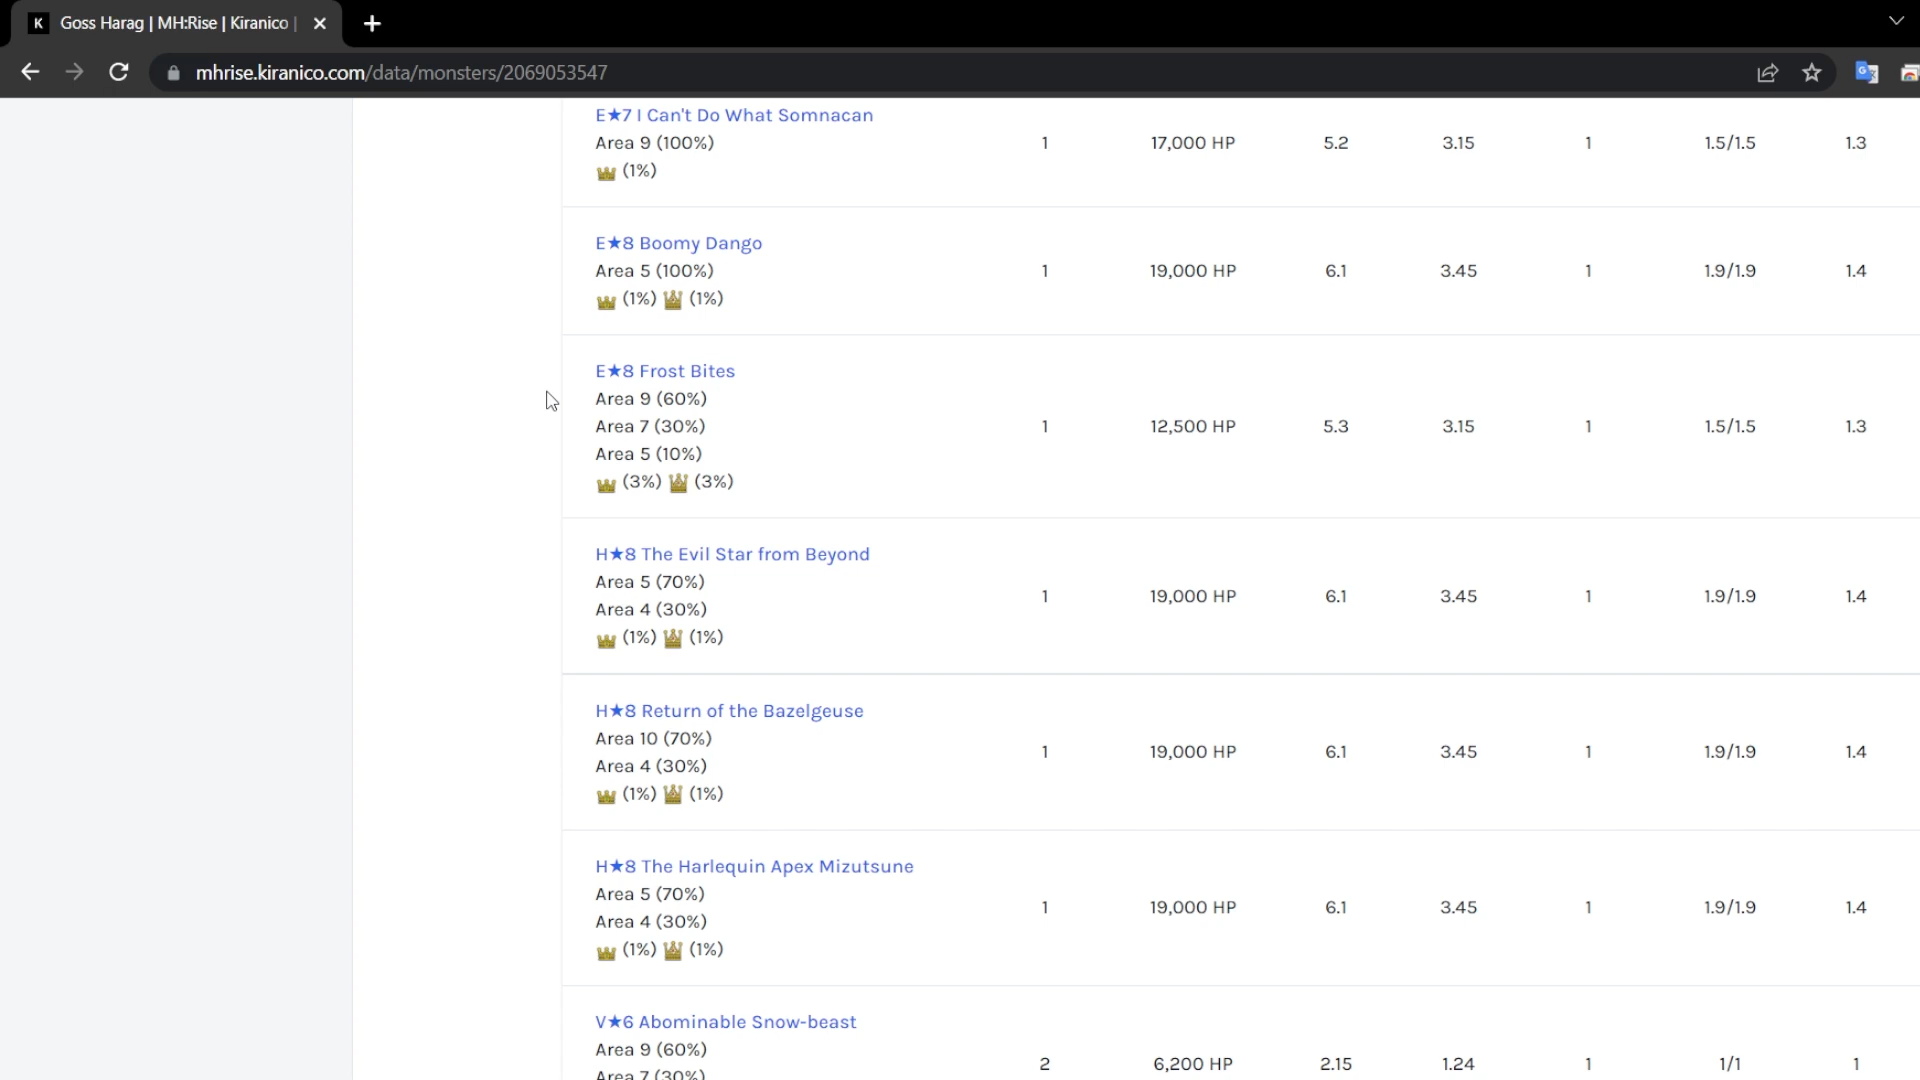 K Goss Harag | MH:Rise | Kiranico |
mhrise.kiranico.com/data/monsters/2069053547
E★7 I Can't Do What Somnacan
Area 9 (100%)
1 17,000 HP 5.2 3.15 1 1.5/1.5 1.3
(1%)
E★8 Boomy Dango
Area 5 (100%)
1 19,000 HP 6.1 3.45 1 1.9/1.9 1.4
(1%) (1%)
E★8 Frost Bites
Area 9 (60%)
Area 7 (30%)
1 12,500 HP 5.3 3.15 1 1.5/1.5 1.3
Area 5 (10%)
(3%) (3%)
H★8 The Evil Star from Beyond
Area 5 (70%)
1 19,000 HP 6.1 3.45 1 1.9/1.9 1.4
Area 4 (30%)
(1%) (1%)
H★8 Return of the Bazelgeuse
Area 10 (70%)
1 19,000 HP 6.1 3.45 1 1.9/1.9 1.4
Area 4 (30%)
(1%) (1%)
H★8 The Harlequin Apex Mizutsune
Area 5 (70%)
1 19,000 HP 6.1 3.45 1 1.9/1.9 1.4
Area 4 (30%)
(1%) (1%)
V★6 Abominable Snow-beast
Area 9 (60%)
2 6,200 HP 2.15 1.24 1 1/1 1
Area 7 (30%)